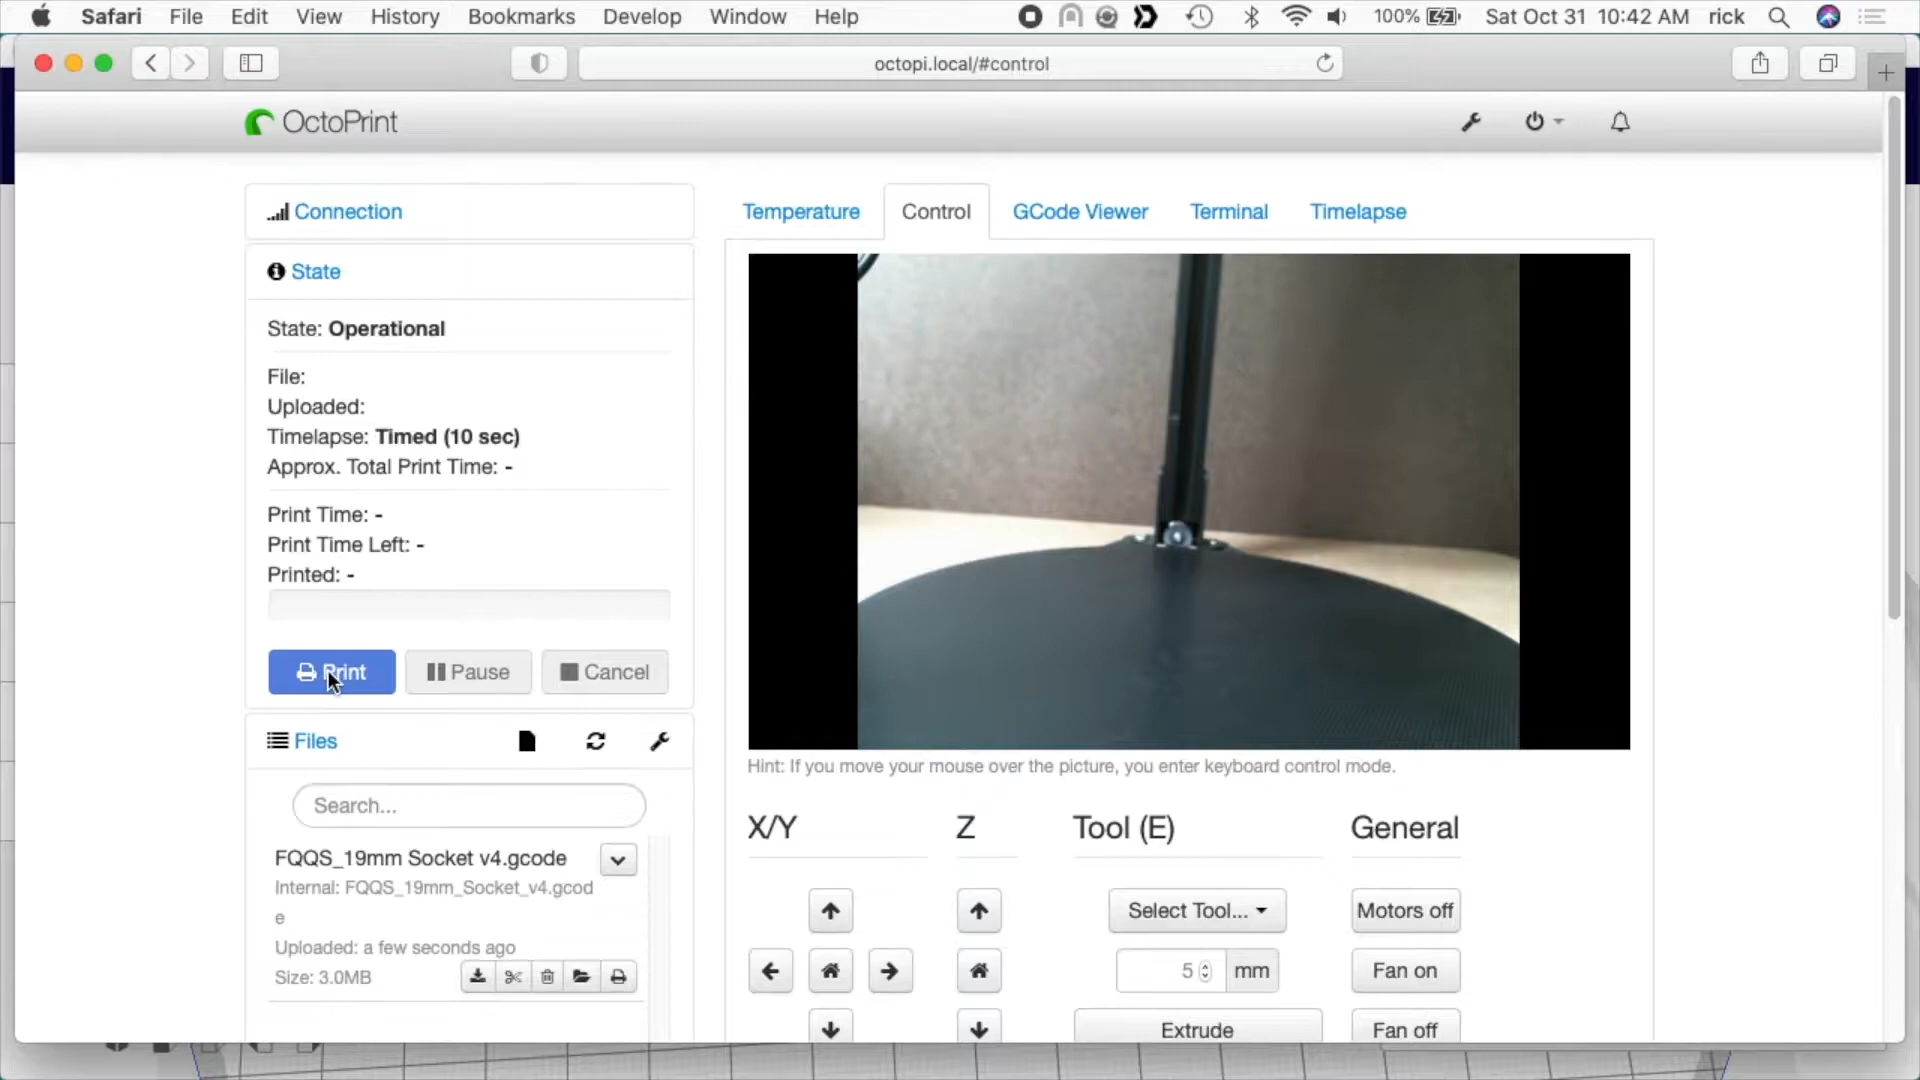 Safari File Edit View History Bookmarks Develop Window Help 100% Sat Oct 31 10:42 AM rick
octopi.local/#control
OctoPrint
Connection
State
State: Operational
File:
Uploaded:
Timelapse: Timed (10 sec)
Approx. Total Print Time: -
Print Time: -
Print Time Left: -
Printed: -
Print Pause Cancel
Files
Search...
FQQS_19mm Socket v4.gcode
Internal: FQQS_19mm_Socket_v4.gcod
e
Uploaded: a few seconds ago
Size: 3.0MB
Temperature Control GCode Viewer Terminal Timelapse
Hint: If you move your mouse over the picture, you enter keyboard control mode.
X/Y Z Tool (E) General
Select Tool... Motors off
5 mm Fan on
Extrude Fan off